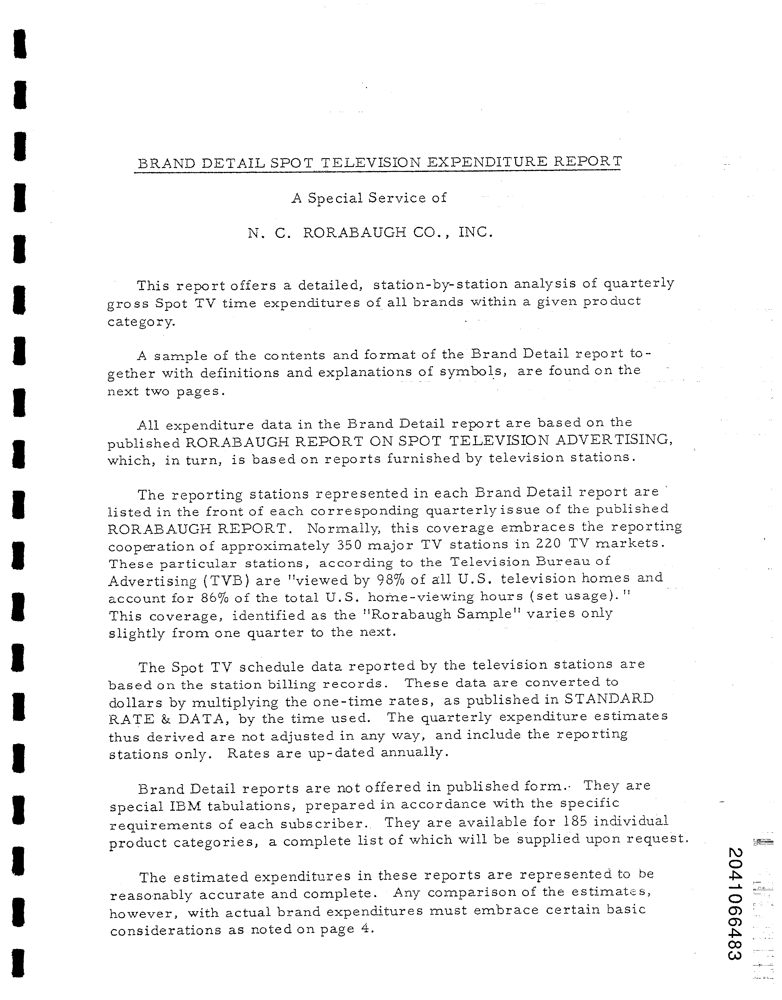 BRAND DETAIL SPOT TELEVISION EXPENDITURE REPORT
A Special Service of
N. C. RORABAUGH CO., INC.
This report offers a detailed, station-by-station analysis of quarterly
gross Spot TV time expenditures of all brands within a given product
category.
A sample of the contents and format of the Brand Detail report to-
gether with definitions and explanations of symbols, are found on the
next two pages.
All expenditure data in the Brand Detail report are based on the
published RORABAUGH REPORT ON SPOT TELEVISION ADVERTISING,
which, in turn, is based on reports furnished by television stations.
The reporting stations represented in each Brand Detail report are
listed in the front of each corresponding quarterly issue of the published
RORABAUGH REPORT. Normally, this coverage embraces the reporting
cooperation of approximately 350 major TV stations in 220 TV markets.
These particular stations, according to the Television Bureau of
Advertising (TVB) are "viewed by 98% of all U.S. television homes and
account for 86% of the total U.S. home-viewing hours (set usage)."
This coverage, identified as the "Rorabaugh Sample" varies only
slightly from one quarter to the next.
The Spot TV schedule data reported by the television stations are
based on the station billing records. These data are converted to
dollars by multiplying the one-time rates, as published in STANDARD
RATE & DATA, by the time used. The quarterly expenditure estimates
thus derived are not adjusted in any way, and include the reporting
stations only. Rates are up-dated annually.
Brand Detail reports are not offered in published form. They are
special IBM tabulations, prepared in accordance with the specific
requirements of each subscriber. They are available for 185 individual
product categories, a complete list of which will be supplied upon request.
The estimated expenditures in these reports are represented to be
reasonably accurate and complete. Any comparison of the estimates,
however, with actual brand expenditures must embrace certain basic
considerations as noted on page 4.
2041066483